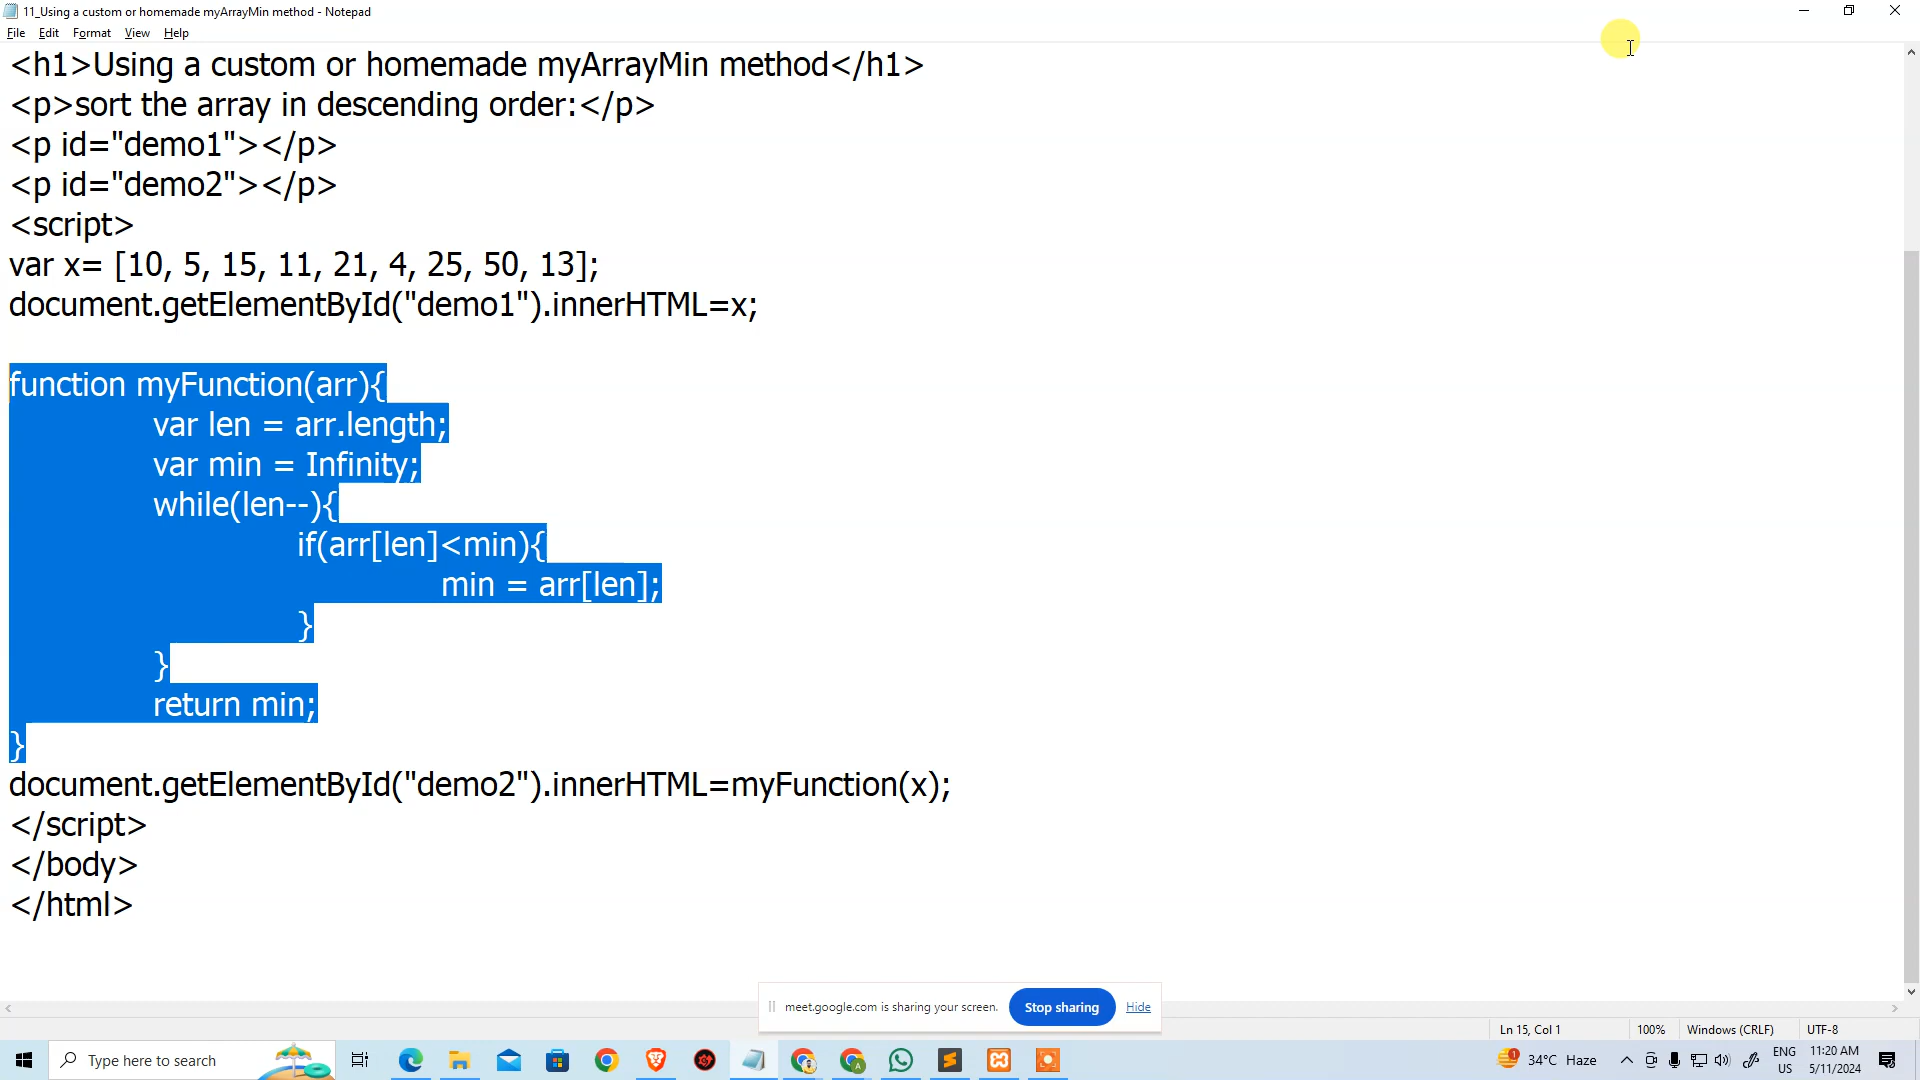 11_Using a custom or homemade myArrayMin method - Notepad
File Edit Format View Help
<h1>Using a custom or homemade myArrayMin method</h1>
<p>sort the array in descending order:</p>
<p id="demo1"></p>
<p id="demo2"></p>
<script>
var x= [10, 5, 15, 11, 21, 4, 25, 50, 13];
document.getElementById("demo1").innerHTML=x;
function myFunction(arr){
var len = arr.length;
var min = Infinity;
while(len--){
if(arr[len]<min){
min = arr[len];
}
}
return min;
}
document.getElementById("demo2").innerHTML=myFunction(x);
</script>
</body>
</html>
meet.google.com is sharing your screen. Stop sharing Hide
Ln 15, Col 1 100% Windows (CRLF) UTF-8
Type here to search
1 34°C Haze
ENG
US
11:20 AM
5/11/2024